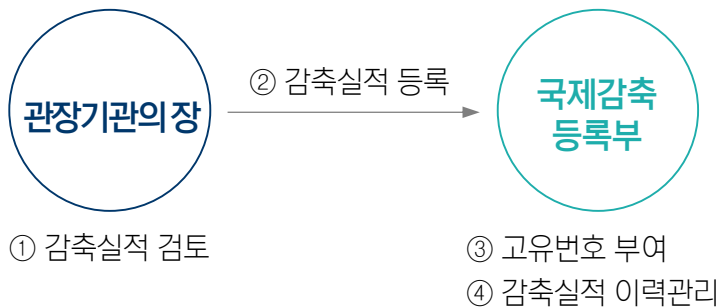 관장기관의 장
② 감축실적 등록
국제감축
등록부
① 감축실적 검토
③ 고유번호 부여
④ 감축실적 이력관리